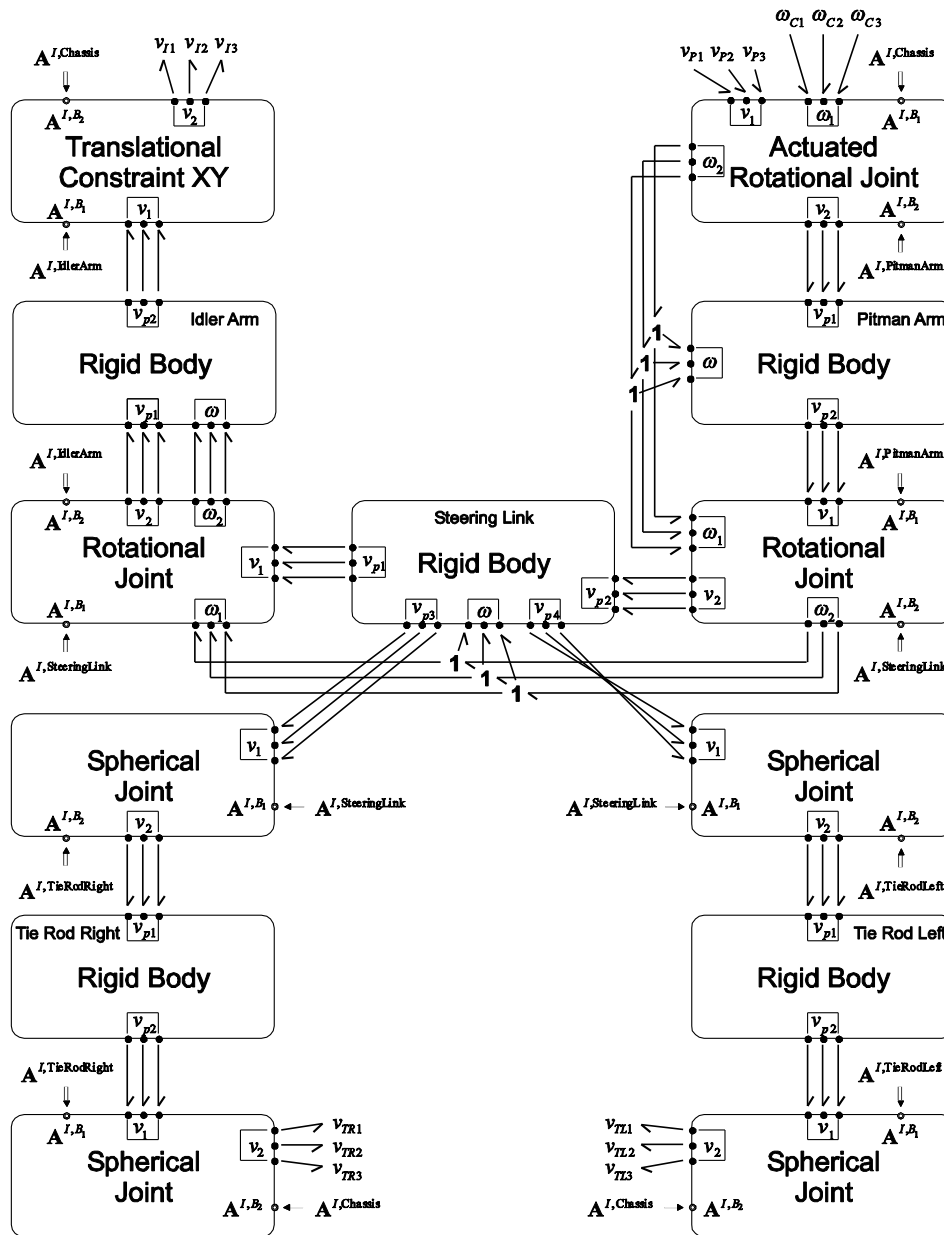 v_{I1} v_{I2} v_{I3}
A^{I,Chassis}
A^{I,B_2}
v_2
Translational
Constraint XY
A^{I,B_1}
v_1
A^{I,IdlerArm}
v_{p2}
Idler Arm
Rigid Body
v_{p1} ω
A^{I,IdlerArm}
A^{I,B_2}
v_2 ω_2
Rotational
Joint
v_1
A^{I,B_1}
ω_1
A^{I,SteeringLink}
ω_{C1} ω_{C2} ω_{C3}
v_{P1} v_{P2} v_{P3}
A^{I,Chassis}
v_1 ω_1
A^{I,B_1}
ω_2
Actuated
Rotational Joint
v_2
A^{I,B_2}
A^{I,PitmanArm}
v_{p1}
Pitman Arm
1
1
1
ω
Rigid Body
v_{p2}
A^{I,PitmanArm}
v_1
A^{I,B_1}
ω_1
Rotational
Joint
v_2
ω_2
A^{I,B_2}
A^{I,SteeringLink}
Steering Link
Rigid Body
v_{p1}
v_{p2}
v_{p3} ω v_{p4}
1
1
1
v_1
Spherical
Joint
A^{I,B_1}
A^{I,SteeringLink}
A^{I,B_2}
v_2
A^{I,TieRodRight}
Tie Rod Right
v_{p1}
Rigid Body
v_{p2}
A^{I,TieRodRight}
A^{I,B_1}
v_1
Spherical
Joint
v_2
v_{TR1}
v_{TR2}
v_{TR3}
A^{I,B_2}
A^{I,Chassis}
v_1
Spherical
Joint
A^{I,SteeringLink}
A^{I,B_1}
v_2
A^{I,B_2}
A^{I,TieRodLeft}
v_{p1}
Tie Rod Left
Rigid Body
v_{p2}
A^{I,TieRodLeft}
v_1
A^{I,B_1}
v_{TL1}
v_{TL2}
v_{TL3}
v_2
Spherical
Joint
A^{I,Chassis}
A^{I,B_2}